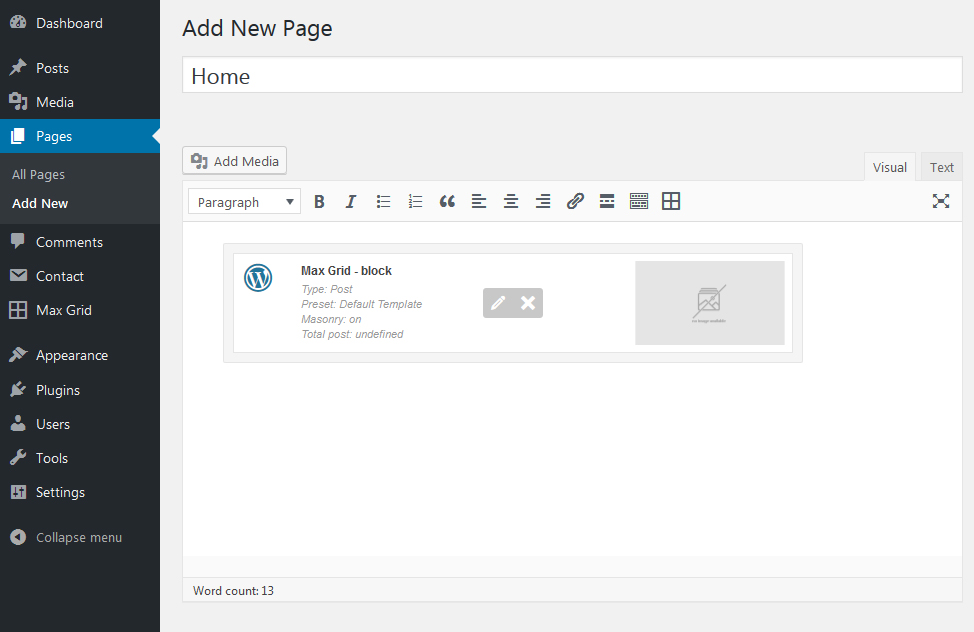 Dashboard
Posts
Media
Pages
All Pages
Add New
Comments
Contact
Max Grid
Appearance
Plugins
Users
Tools
Settings
Collapse menu
Add New Page
Home
Add Media
Visual Text
Paragraph
Max Grid - block
Type: Post
Preset: Default Template
Masonry: on
Total post: undefined
no image available
Word count: 13